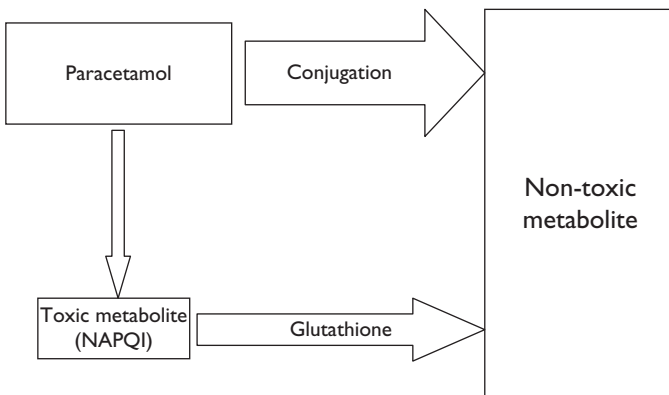 Paracetamol
Conjugation
Non-toxic
metabolite
Toxic metabolite
(NAPQI)
Glutathione